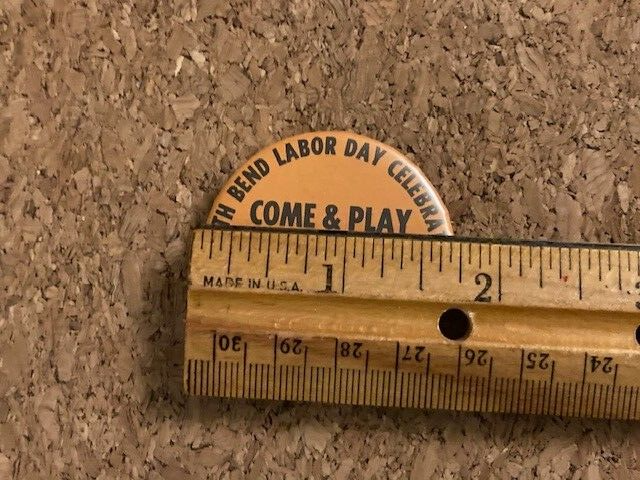 TH BEND LABOR DAY CELEBRA
COME & PLAY
1 2
MADE IN U.S.A.
30 29 28 27 26 25 24